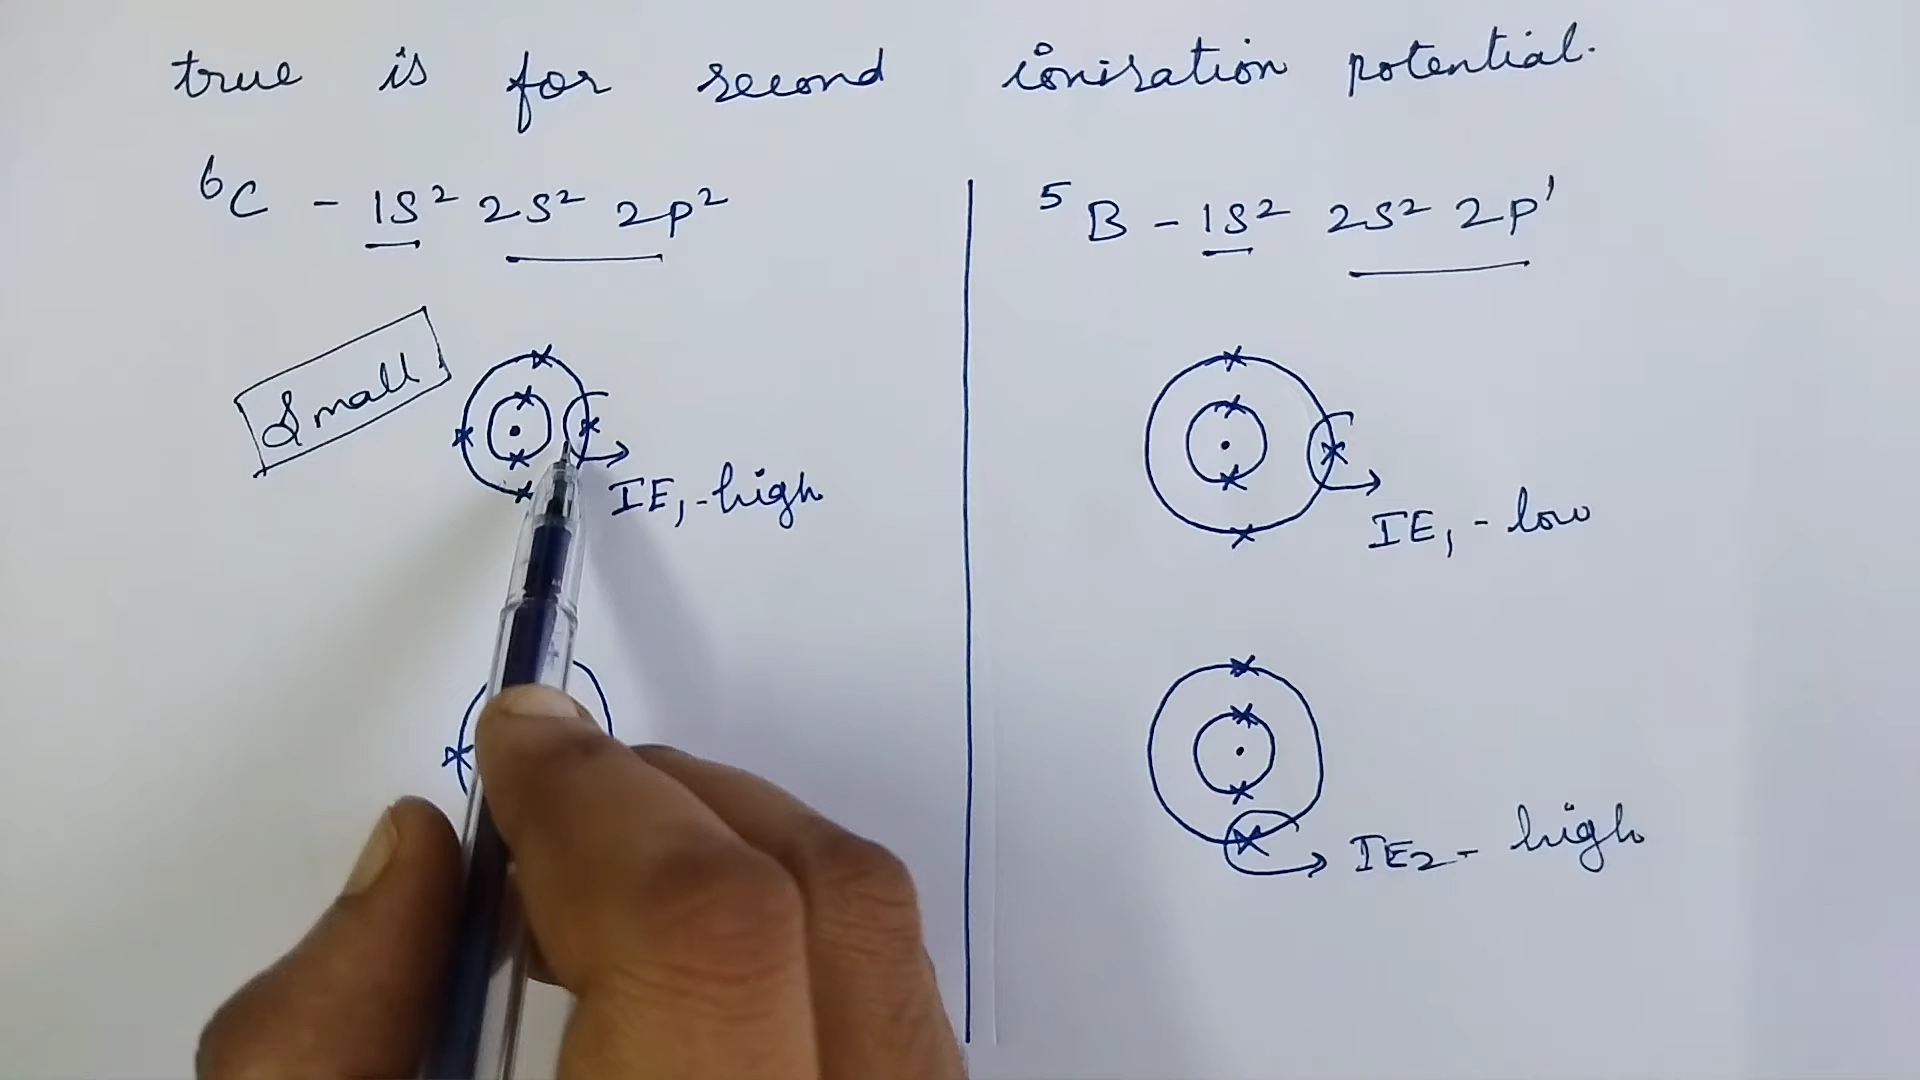 true is for second ionisation potential.
⁶C - 1S² 2S² 2P²
Small
IE₁ - high
⁵B - 1S² 2S² 2P¹
IE₁ - low
IE₂ - high